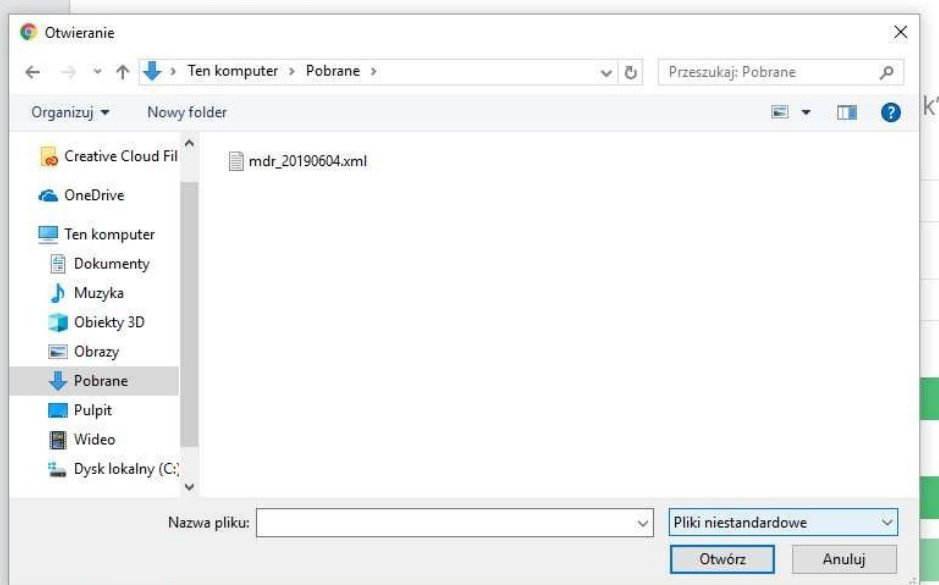 Otwieranie
Ten komputer > Pobrane >
Przeszukaj: Pobrane
Organizuj
Nowy folder
k'
Creative Cloud Fil
mdr_20190604.xml
OneDrive
Ten komputer
Dokumenty
Muzyka
Obiekty 3D
Obrazy
Pobrane
Pulpit
Wideo
Dysk lokalny (C:)
Nazwa pliku:
Pliki niestandardowe
Otwórz
Anuluj